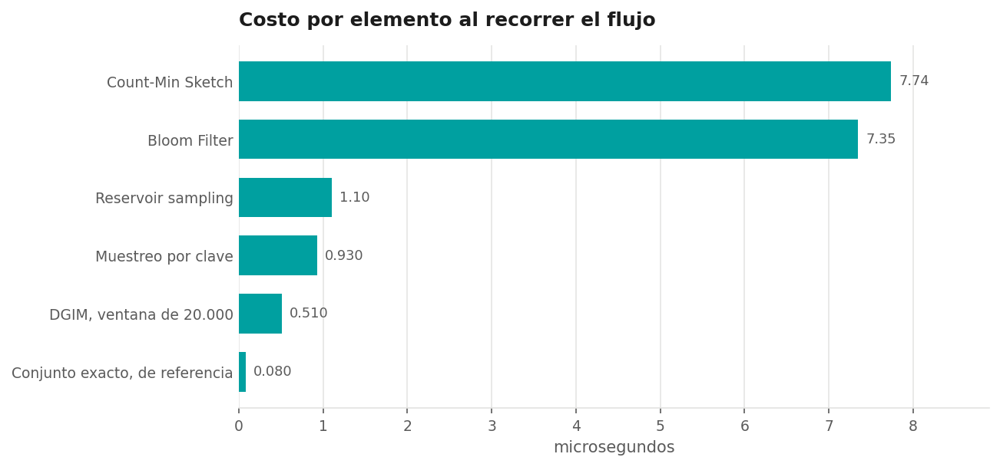 Costo por elemento al recorrer el flujo
Count-Min Sketch 7.74
Bloom Filter 7.35
Reservoir sampling 1.10
Muestreo por clave 0.930
DGIM, ventana de 20.000 0.510
Conjunto exacto, de referencia 0.080
0 1 2 3 4 5 6 7 8
microsegundos